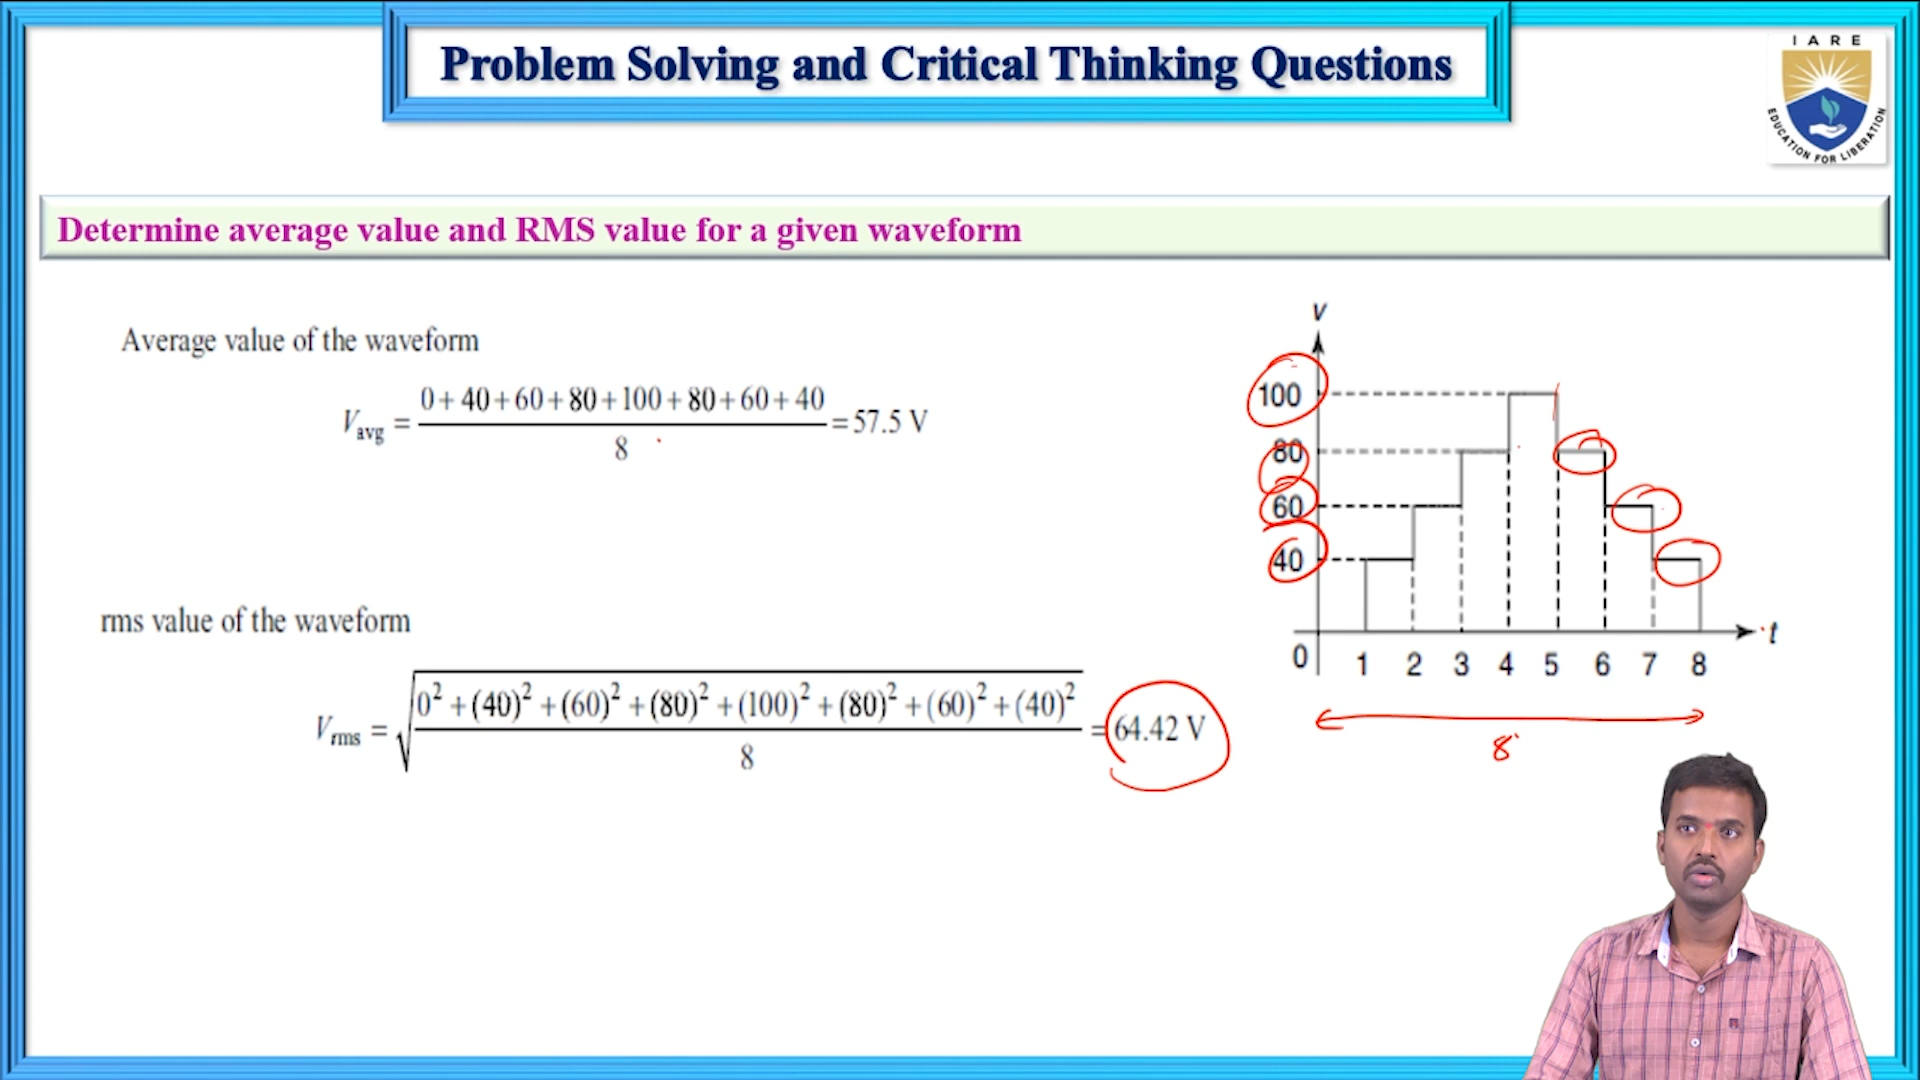 Problem Solving and Critical Thinking Questions
IARE
EDUCATION FOR LIBERATION
Determine average value and RMS value for a given waveform
Average value of the waveform
V_avg = (0 + 40 + 60 + 80 + 100 + 80 + 60 + 40) / 8 = 57.5 V
rms value of the waveform
V_rms = √((0² + (40)² + (60)² + (80)² + (100)² + (80)² + (60)² + (40)²) / 8) = 64.42 V
v
100
80
60
40
0 1 2 3 4 5 6 7 8
t
8